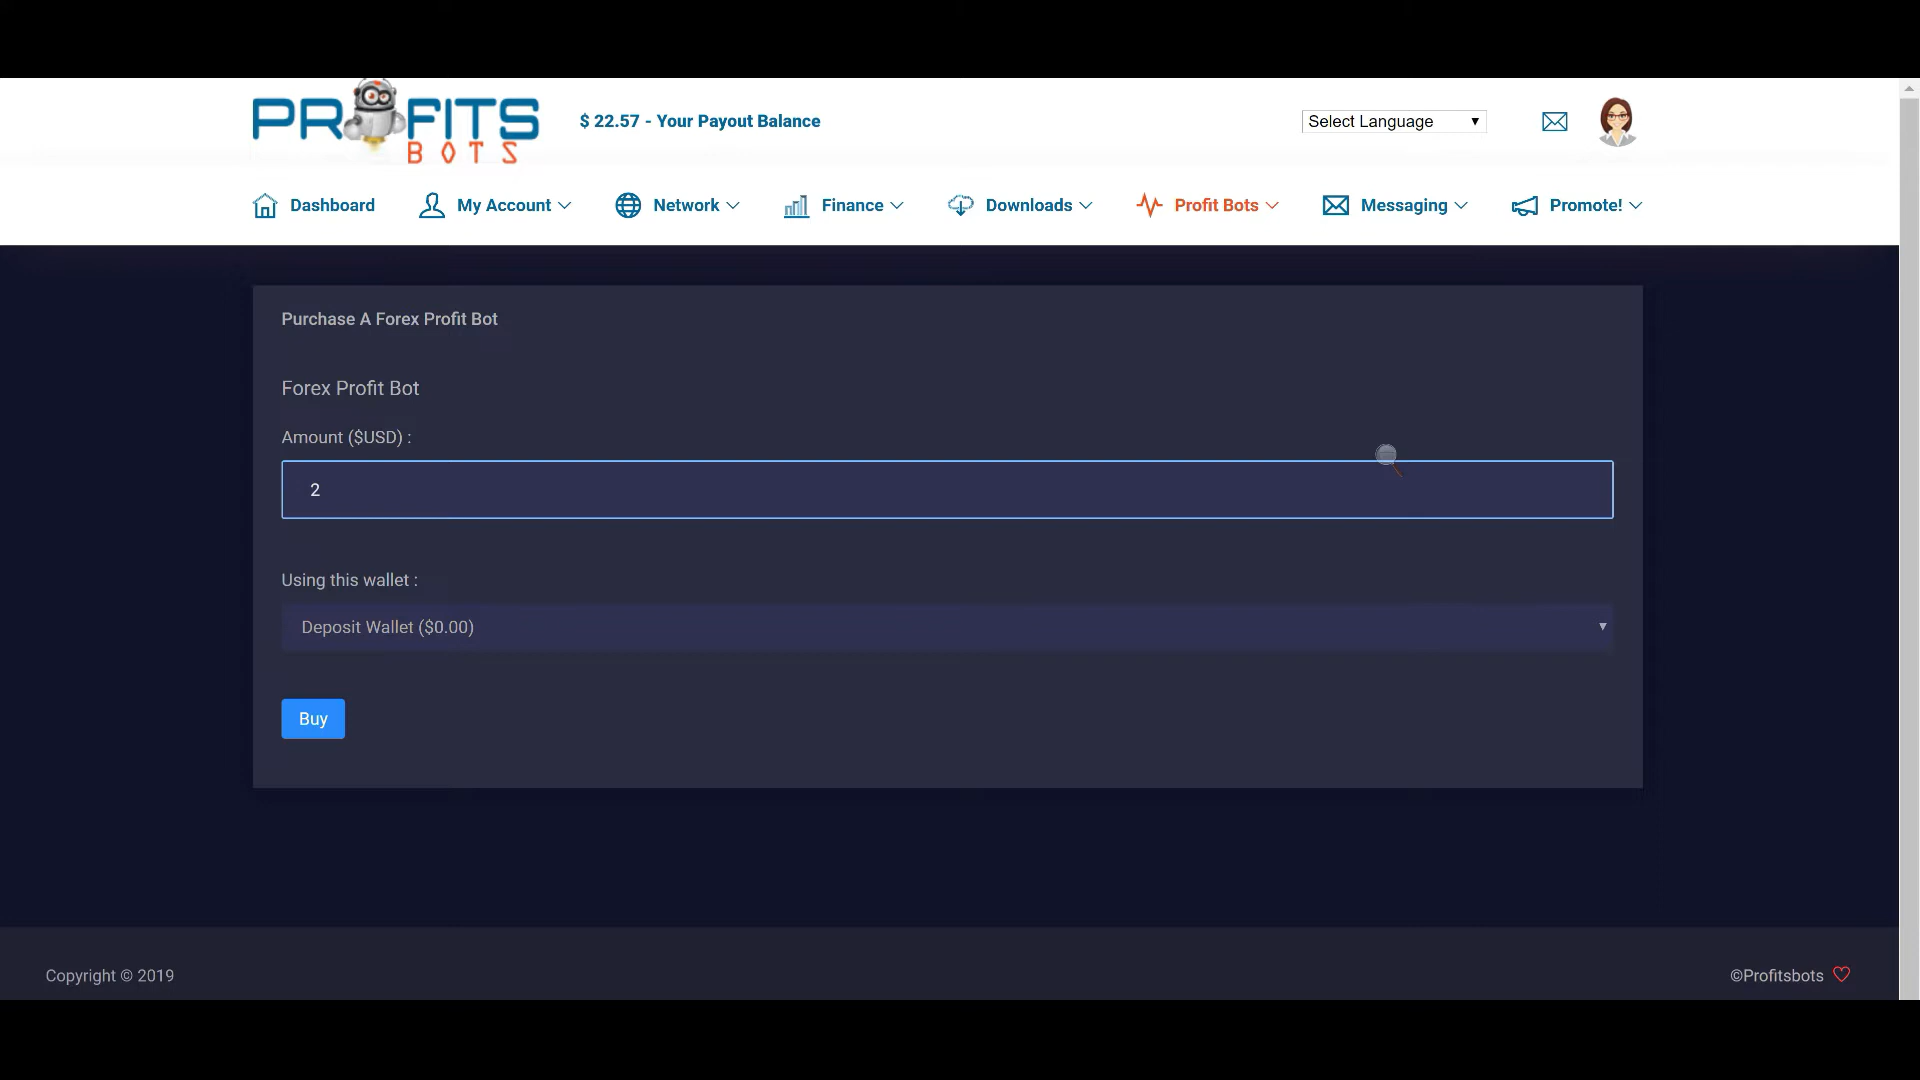 PROFITS
BOTS
$ 22.57 - Your Payout Balance
Select Language
Dashboard
My Account
Network
Finance
Downloads
Profit Bots
Messaging
Promote!
Purchase A Forex Profit Bot
Forex Profit Bot
Amount ($USD) :
2
Using this wallet :
Deposit Wallet ($0.00)
Buy
Copyright © 2019
©Profitsbots